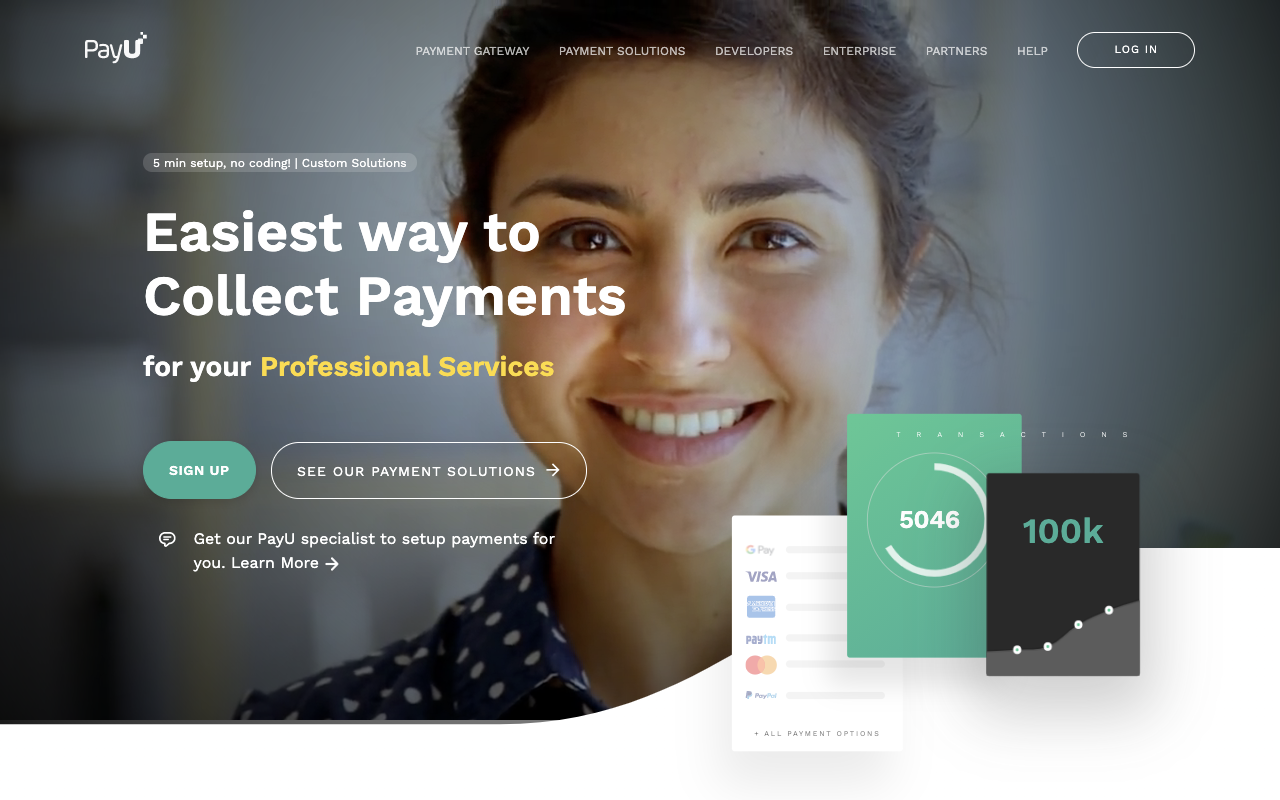 PayU
PAYMENT GATEWAY
PAYMENT SOLUTIONS
DEVELOPERS
ENTERPRISE
PARTNERS
HELP
LOG IN
5 min setup, no coding! | Custom Solutions
Easiest way to
Collect Payments
for your Professional Services
SIGN UP
SEE OUR PAYMENT SOLUTIONS
Get our PayU specialist to setup payments for
you. Learn More
TRANSACTIONS
5046
100k
G Pay
VISA
paytm
PayPal
+ ALL PAYMENT OPTIONS